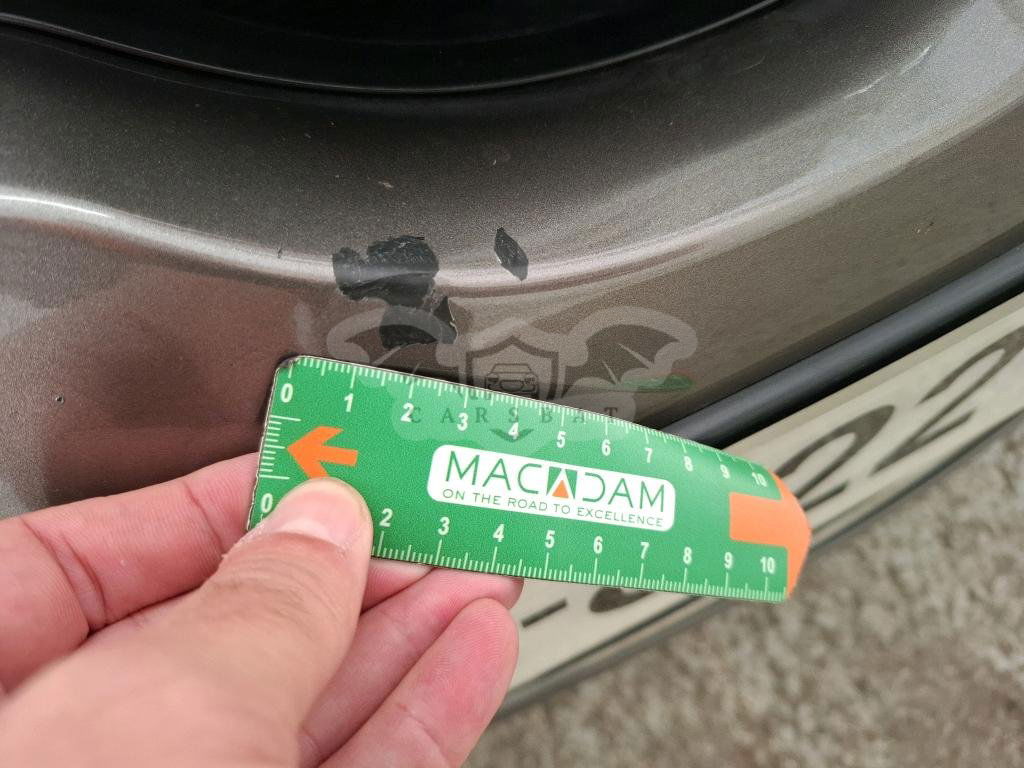 CARSBAT
0 1 2 3 4 5 6 7 8 9 10
MACADAM
ON THE ROAD TO EXCELLENCE
0 2 3 4 5 6 7 8 9 10